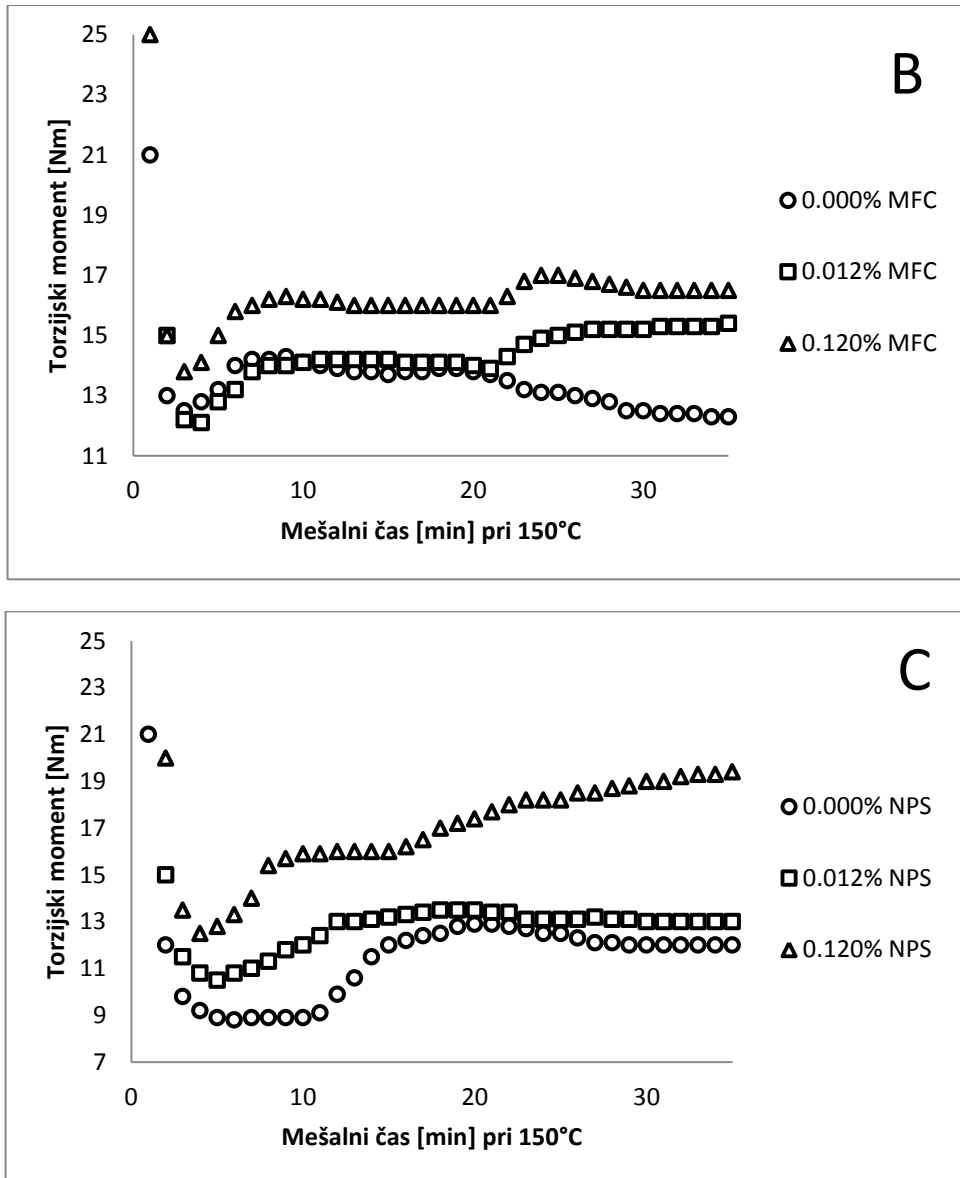 B
25
23
21
19
17
15
13
11
0
10
20
30
Torzijski moment [Nm]
Mešalni čas [min] pri 150°C
0.000% MFC
0.012% MFC
0.120% MFC
C
25
23
21
19
17
15
13
11
9
7
0
10
20
30
Torzijski moment [Nm]
Mešalni čas [min] pri 150°C
0.000% NPS
0.012% NPS
0.120% NPS